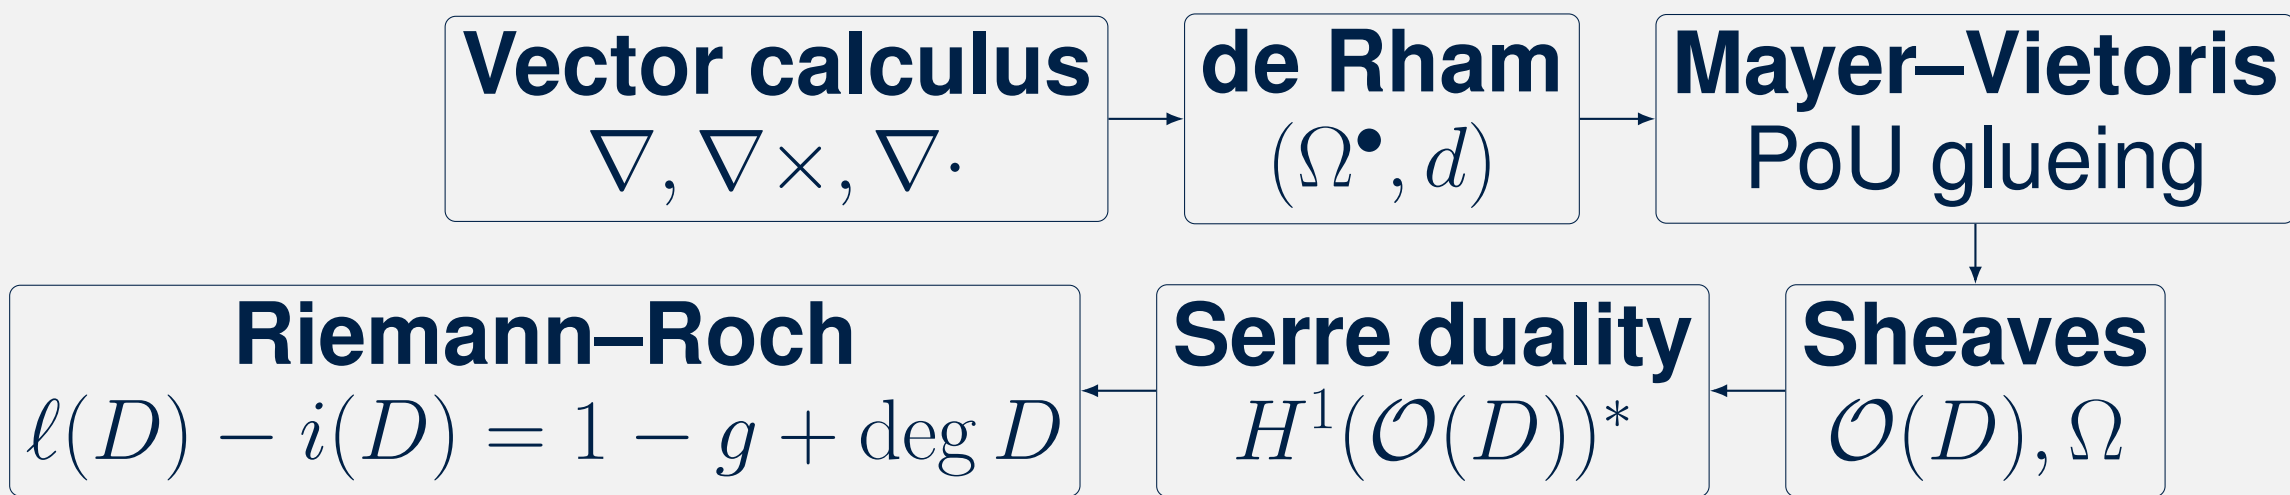 Vector calculus
∇, ∇×, ∇·
de Rham
(Ω•, d)
Mayer–Vietoris
PoU glueing
Riemann–Roch
ℓ(D) − i(D) = 1 − g + deg D
Serre duality
H¹(𝒪(D))*
Sheaves
𝒪(D), Ω